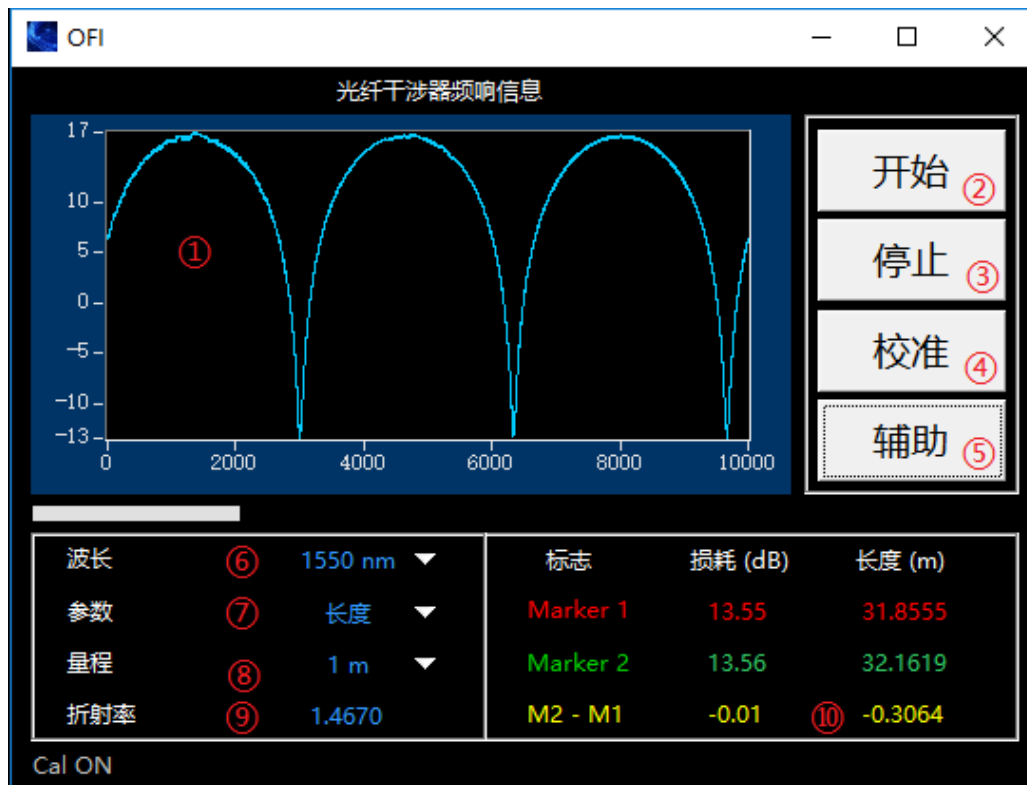 OFI
光纤干涉器频响信息
17
10
5
0
-5
-10
-13
0 2000 4000 6000 8000 10000
①
开始 ②
停止 ③
校准 ④
辅助 ⑤
波长 ⑥ 1550 nm
参数 ⑦ 长度
量程 ⑧ 1 m
折射率 ⑨ 1.4670
标志 损耗 (dB) 长度 (m)
Marker 1 13.55 31.8555
Marker 2 13.56 32.1619
M2 - M1 -0.01 ⑩ -0.3064
Cal ON